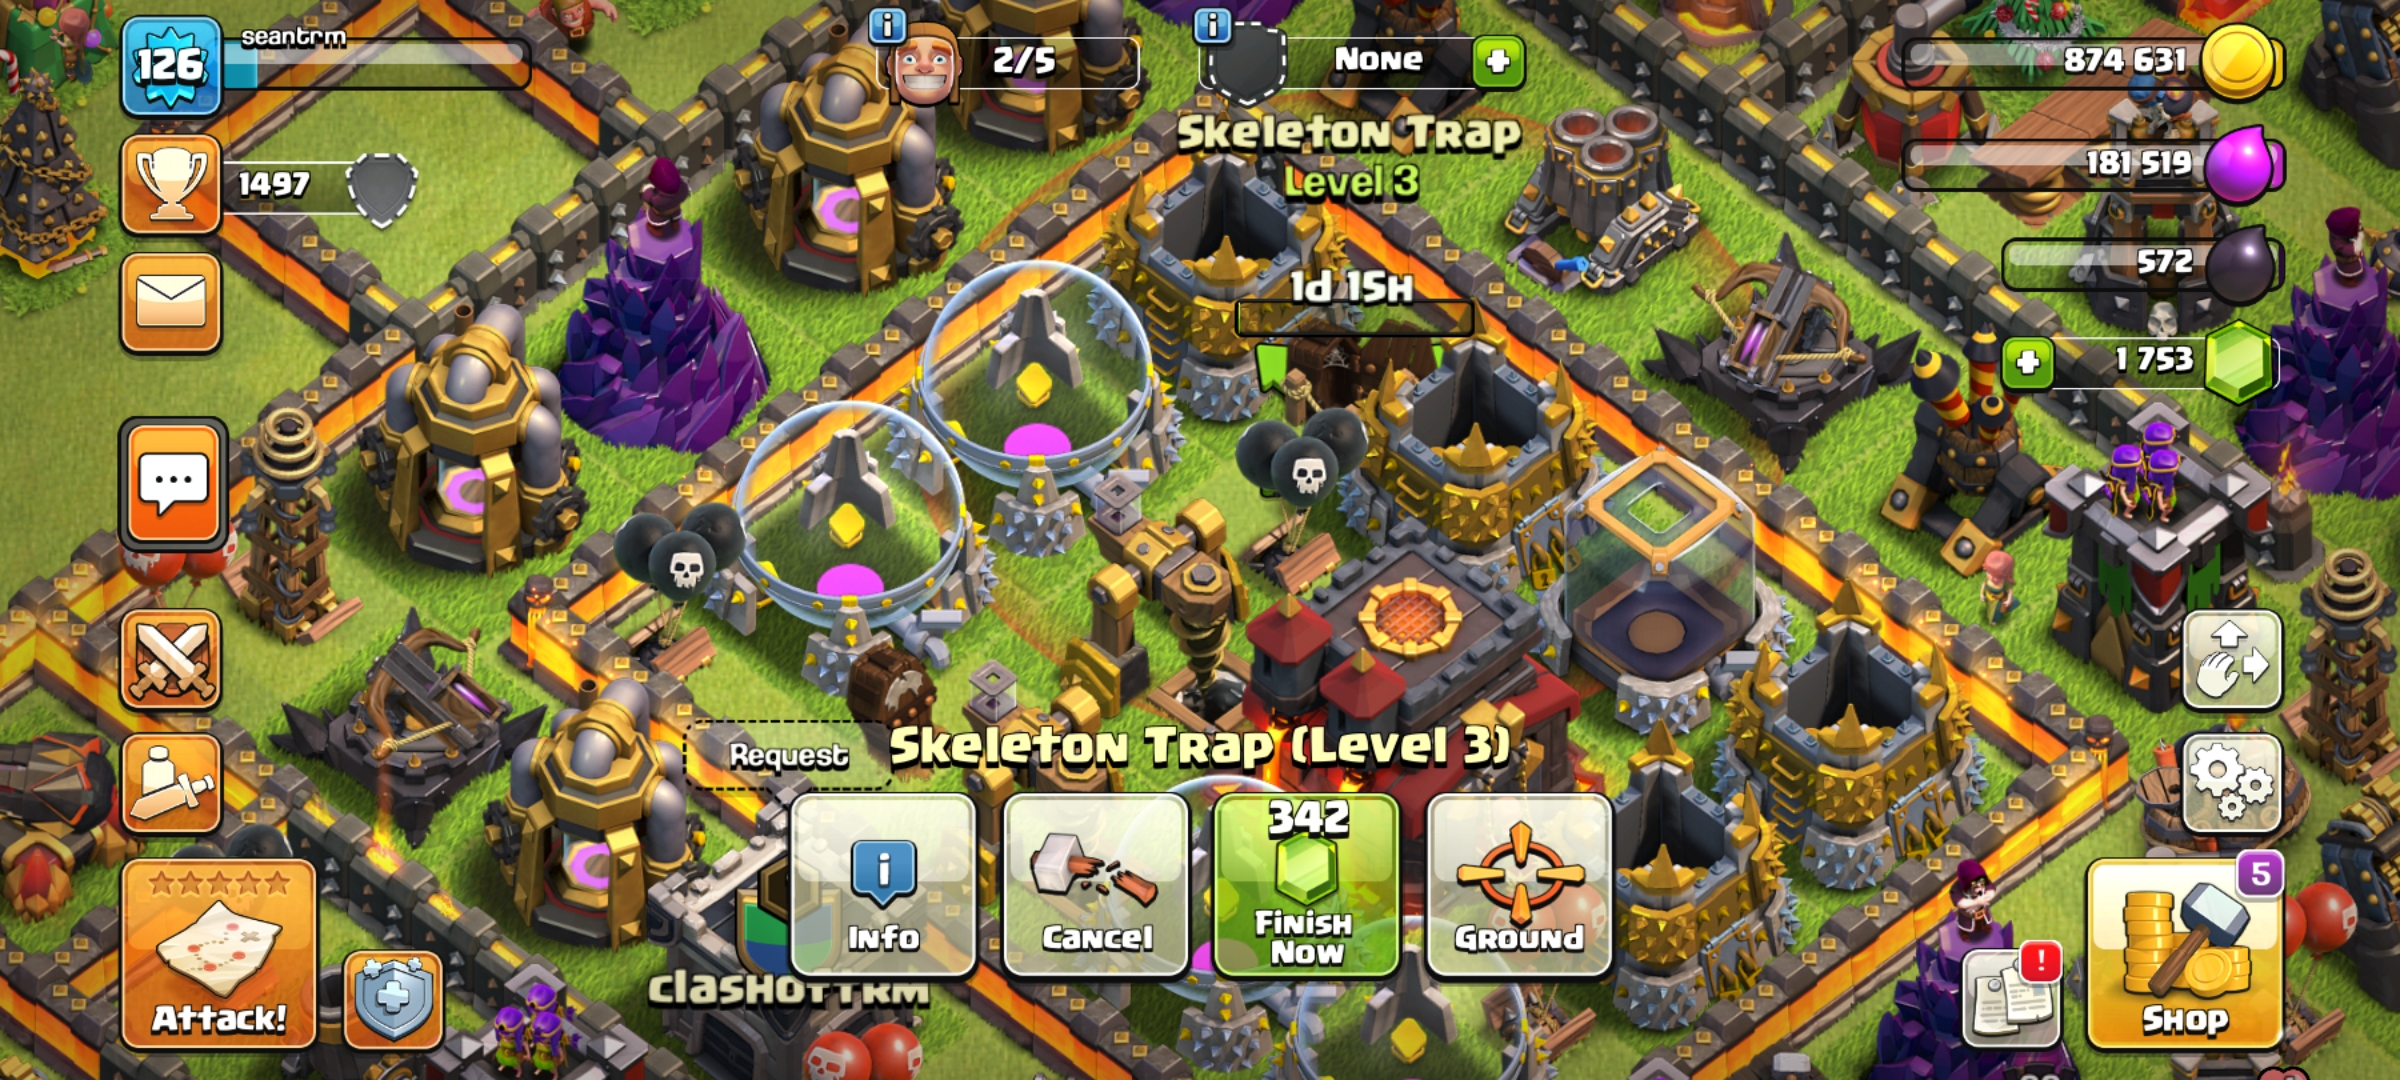 126
seantrm
2/5
None
874 631
Skeleton Trap
Level 3
181 519
1497
572
1d 15h
1 753
Request
Skeleton Trap (Level 3)
342
Info
Cancel
Finish
Now
Ground
5
!
clashofTRM
Attack!
Shop